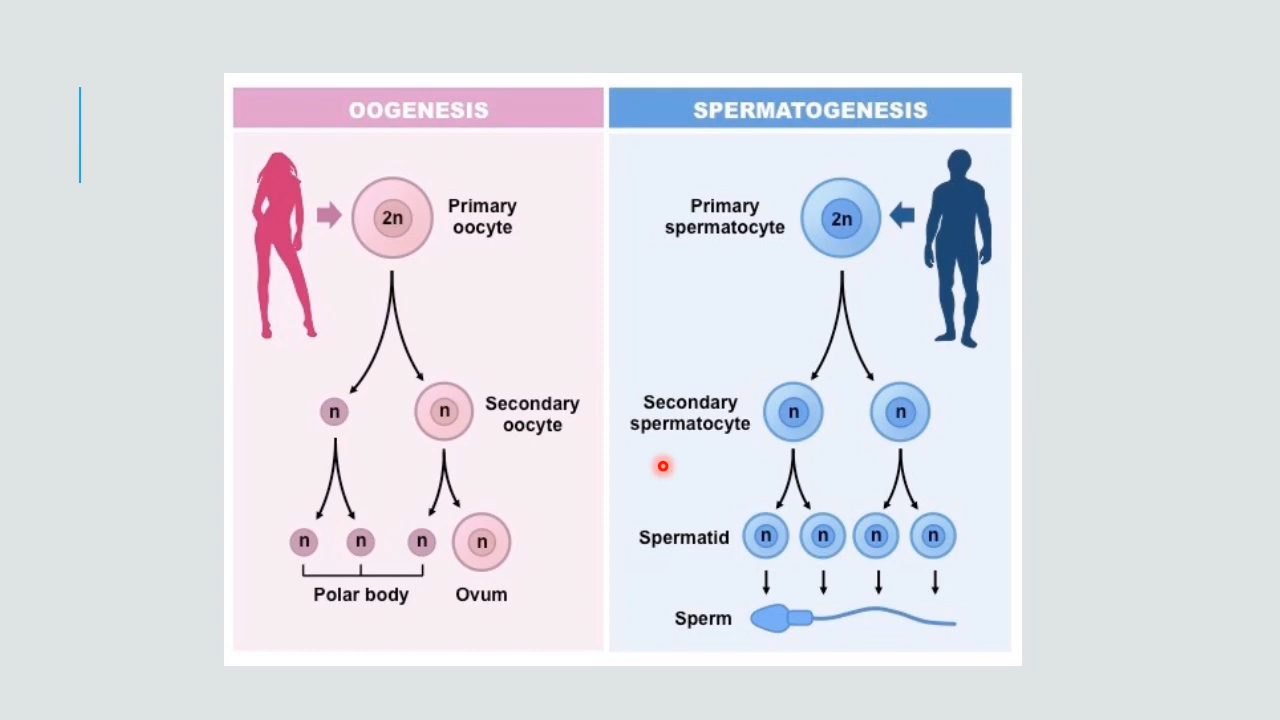 OOGENESIS
2n
Primary
oocyte
n
n
Secondary
oocyte
n
n
n
n
Polar body
Ovum
SPERMATOGENESIS
Primary
spermatocyte
2n
Secondary
spermatocyte
n
n
Spermatid
n
n
n
n
Sperm